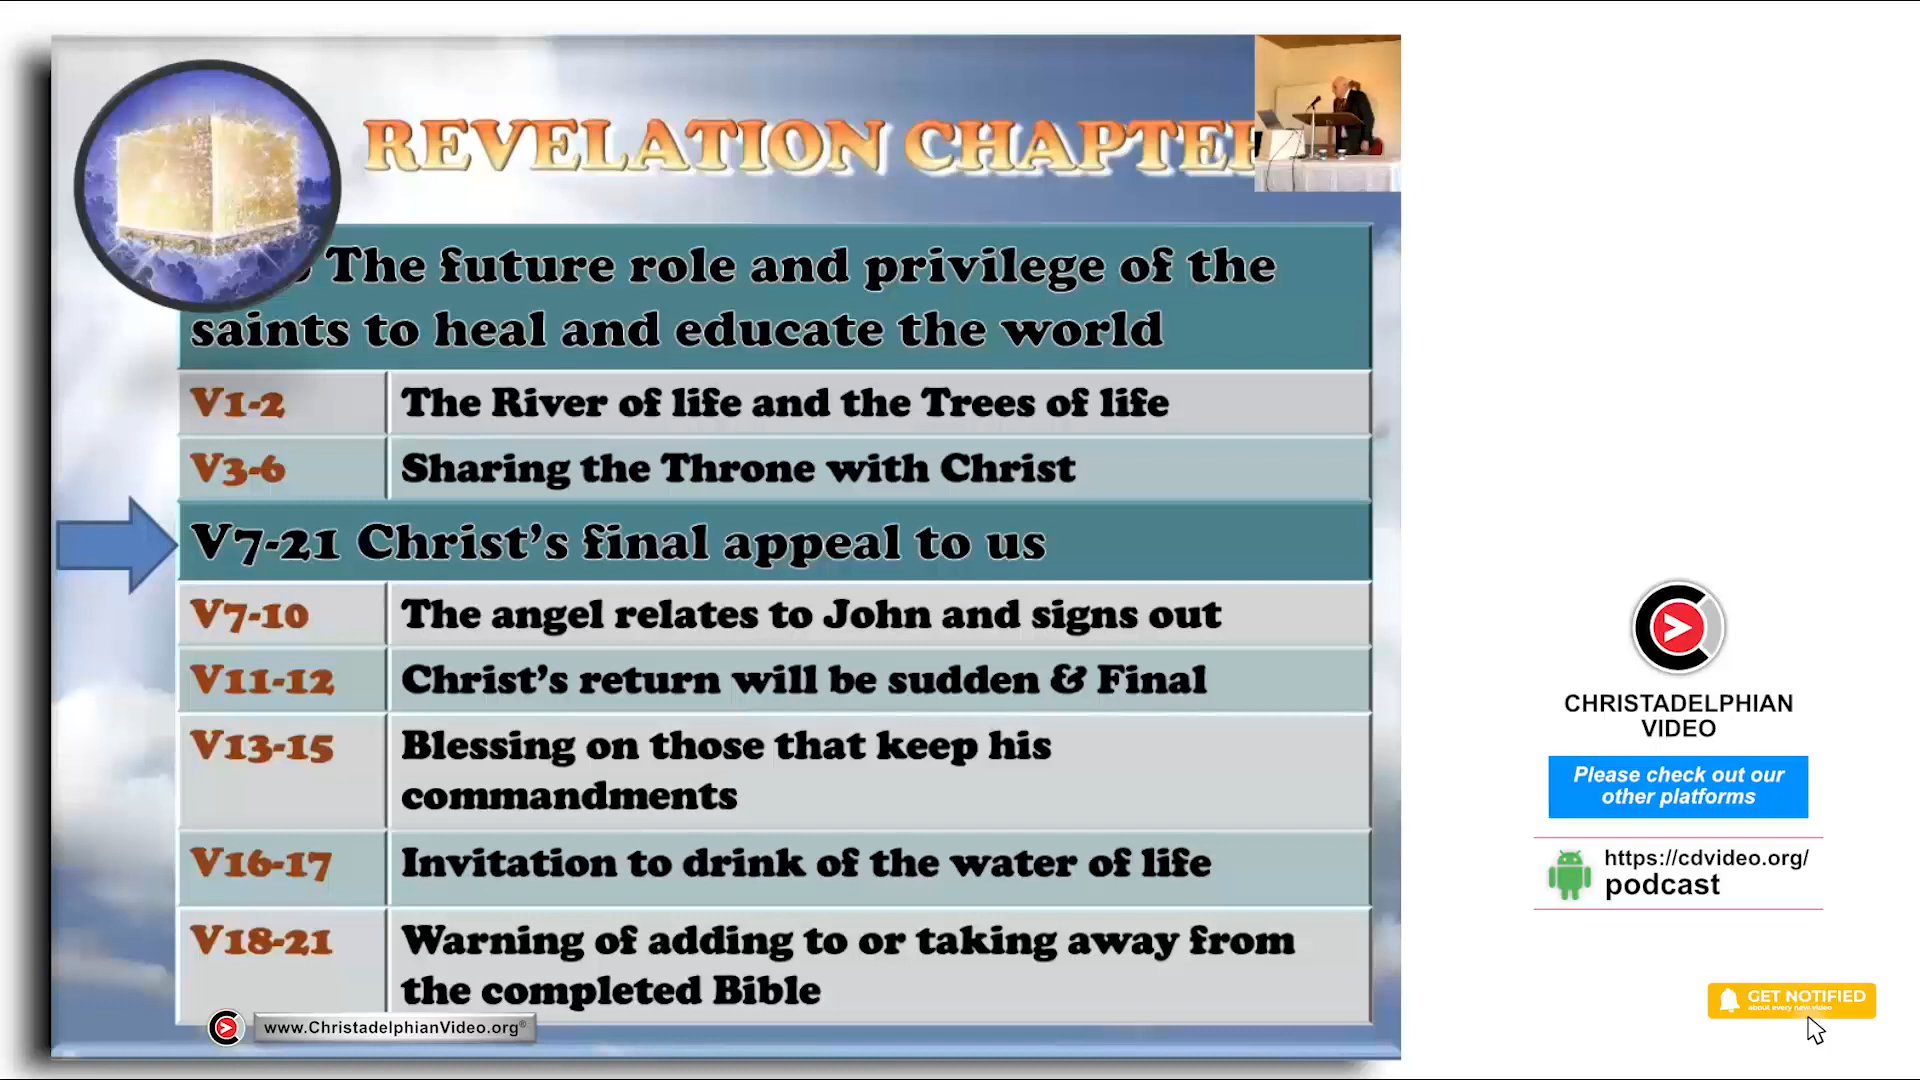 REVELATION CHAPTER
The future role and privilege of the
saints to heal and educate the world
V1-2 The River of life and the Trees of life
V3-6 Sharing the Throne with Christ
V7-21 Christ's final appeal to us
V7-10 The angel relates to John and signs out
V11-12 Christ's return will be sudden & Final
V13-15 Blessing on those that keep his
commandments
V16-17 Invitation to drink of the water of life
V18-21 Warning of adding to or taking away from
the completed Bible
www.ChristadelphianVideo.org®
CHRISTADELPHIAN
VIDEO
Please check out our
other platforms
https://cdvideo.org/
podcast
GET NOTIFIED
about every new video